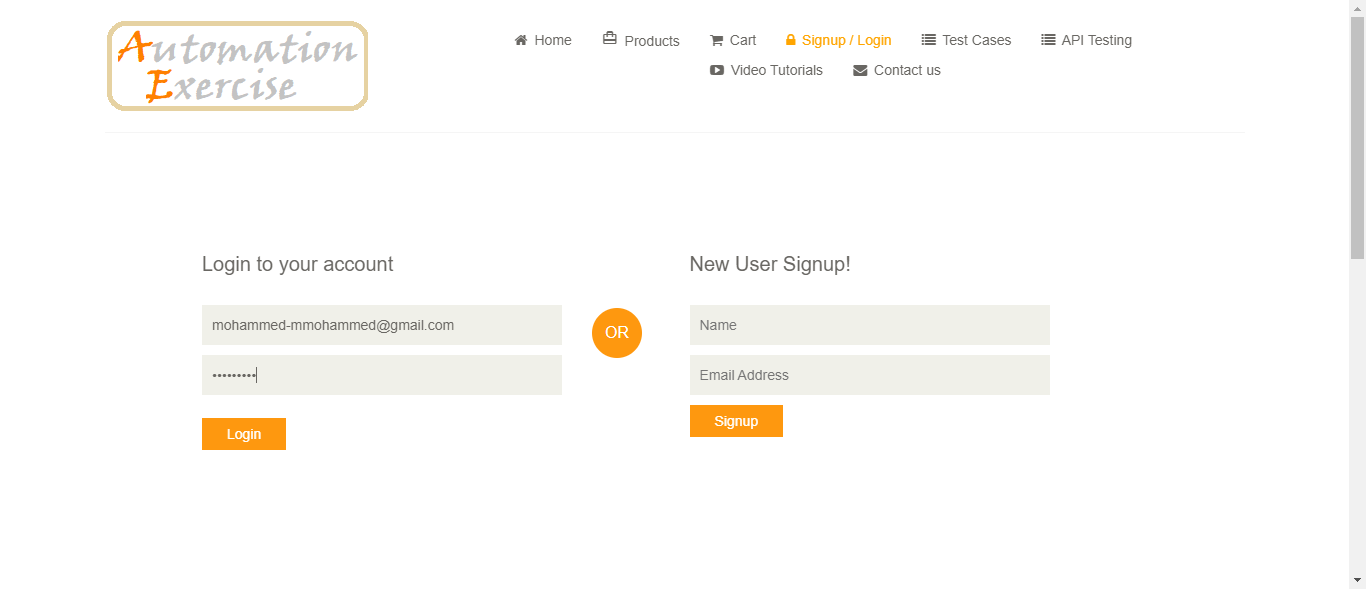 Automation
Exercise
Home Products Cart Signup / Login Test Cases API Testing
Video Tutorials Contact us
Login to your account
mohammed-mmohammed@gmail.com
•••••••••
Login
OR
New User Signup!
Name
Email Address
Signup